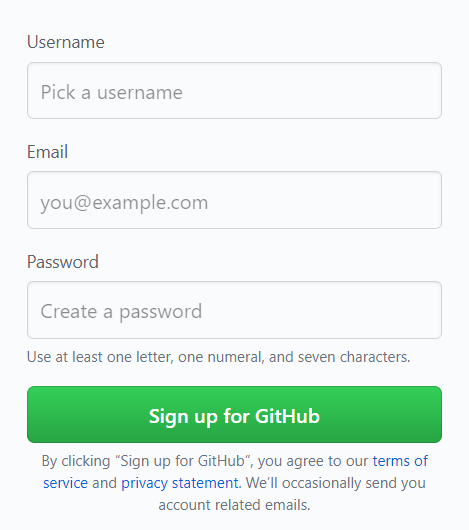 Username
Pick a username
Email
you@example.com
Password
Create a password
Use at least one letter, one numeral, and seven characters.
Sign up for GitHub
By clicking “Sign up for GitHub”, you agree to our terms of
service and privacy statement. We’ll occasionally send you
account related emails.